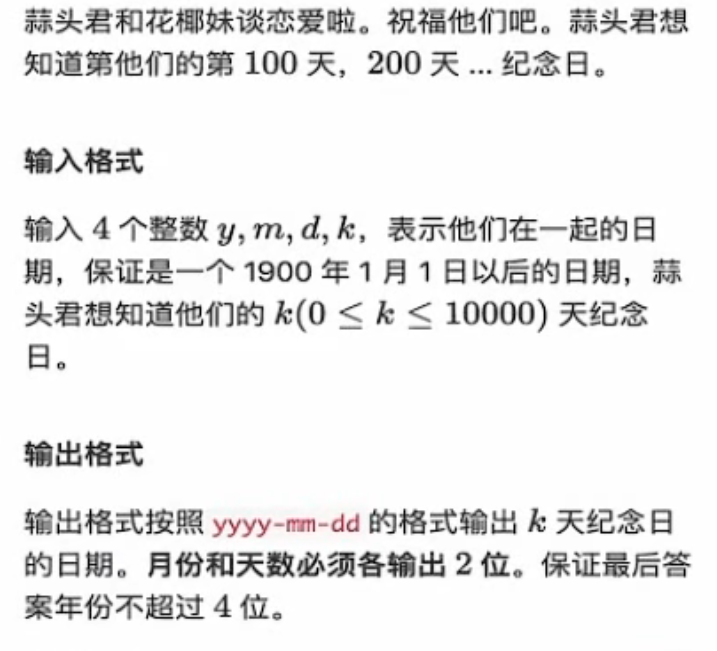 蒜头君和花椰妹谈恋爱啦。祝福他们吧。蒜头君想
知道第他们的第 100 天，200 天 ... 纪念日。
输入格式
输入 4 个整数 y, m, d, k，表示他们在一起的日
期，保证是一个 1900 年 1 月 1 日以后的日期，蒜
头君想知道他们的 k(0 ≤ k ≤ 10000) 天纪念
日。
输出格式
输出格式按照 yyyy-mm-dd 的格式输出 k 天纪念日
的日期。月份和天数必须各输出 2 位。保证最后答
案年份不超过 4 位。